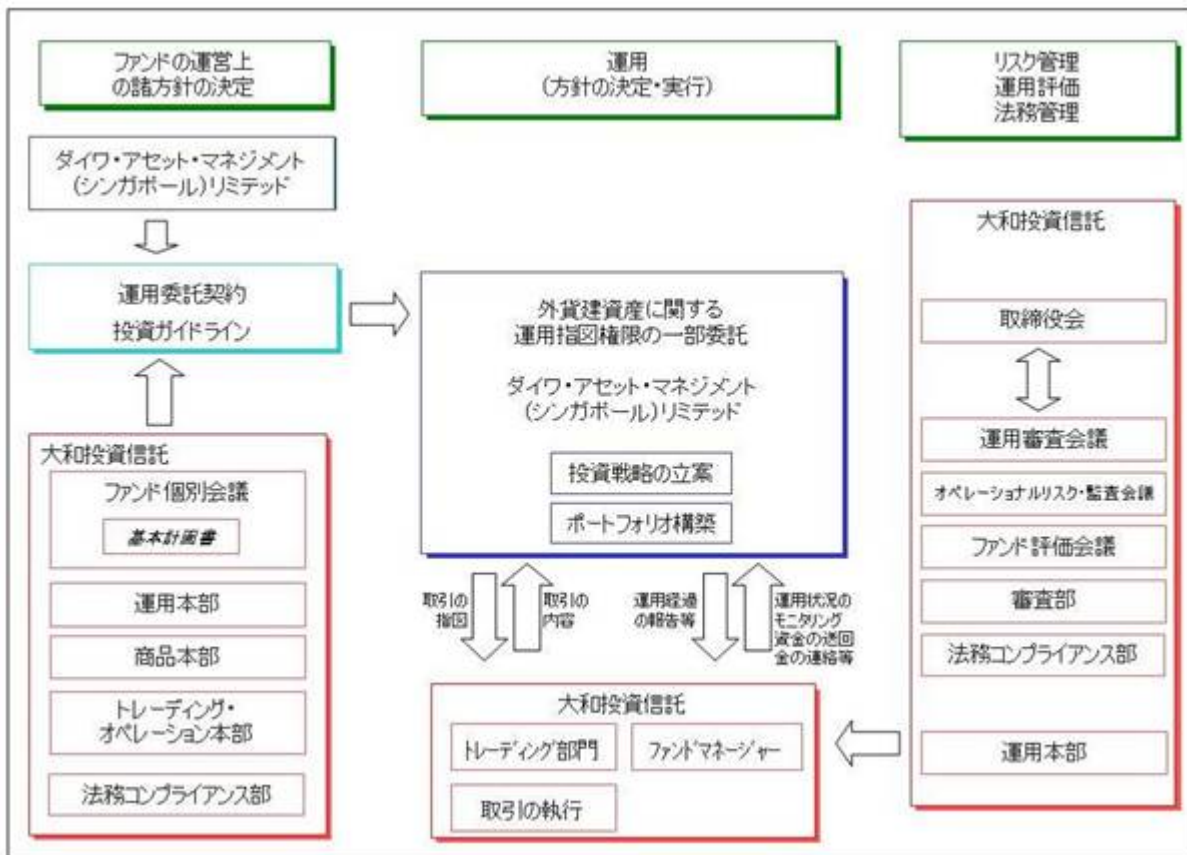 ファンドの運営上
の諸方針の決定
運用
(方針の決定・実行)
リスク管理
運用評価
法務管理
ダイワ・アセット・マネジメント
(シンガポール)リミテッド
運用委託契約
投資ガイドライン
大和投資信託
ファンド個別会議
基本計画書
運用本部
商品本部
トレーディング・
オペレーション本部
法務コンプライアンス部
外貨建資産に関する
運用指図権限の一部委託
ダイワ・アセット・マネジメント
(シンガポール)リミテッド
投資戦略の立案
ポートフォリオ構築
取引の
指図
取引の
内容
運用経過
の報告等
運用状況の
モニタリング
資金の送回
金の連絡等
大和投資信託
トレーディング部門
ファンドマネージャー
取引の執行
大和投資信託
取締役会
運用審査会議
オペレーショナルリスク・監査会議
ファンド評価会議
審査部
法務コンプライアンス部
運用本部